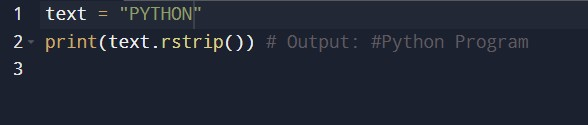 1 text = "PYTHON"
2 print(text.rstrip()) # Output: #Python Program
3